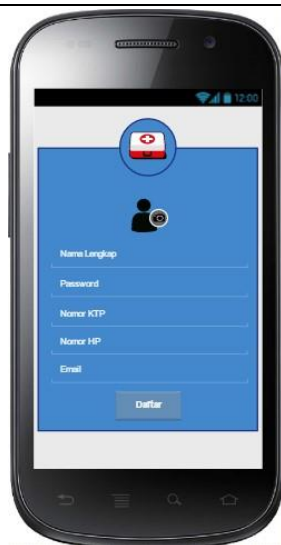 12:00
Nama Lengkap
Password
Nomor KTP
Nomor HP
Email
Daftar